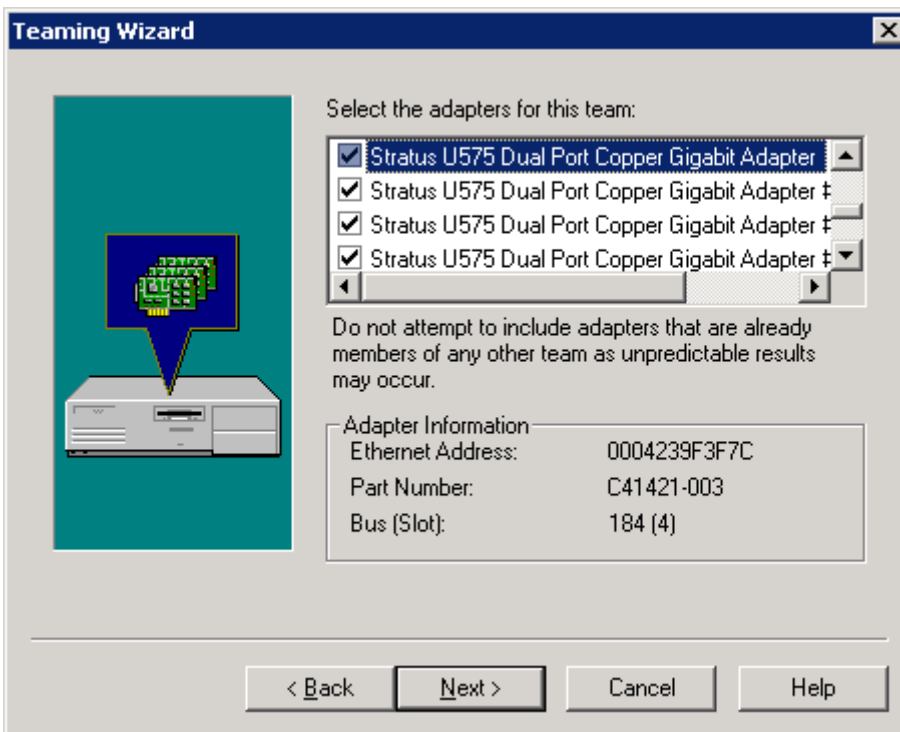 Teaming Wizard
Select the adapters for this team:
Stratus U575 Dual Port Copper Gigabit Adapter
Stratus U575 Dual Port Copper Gigabit Adapter
Stratus U575 Dual Port Copper Gigabit Adapter
Stratus U575 Dual Port Copper Gigabit Adapter
Do not attempt to include adapters that are already
members of any other team as unpredictable results
may occur.
Adapter Information
Ethernet Address: 0004239F3F7C
Part Number: C41421-003
Bus (Slot): 184 (4)
< Back Next > Cancel Help